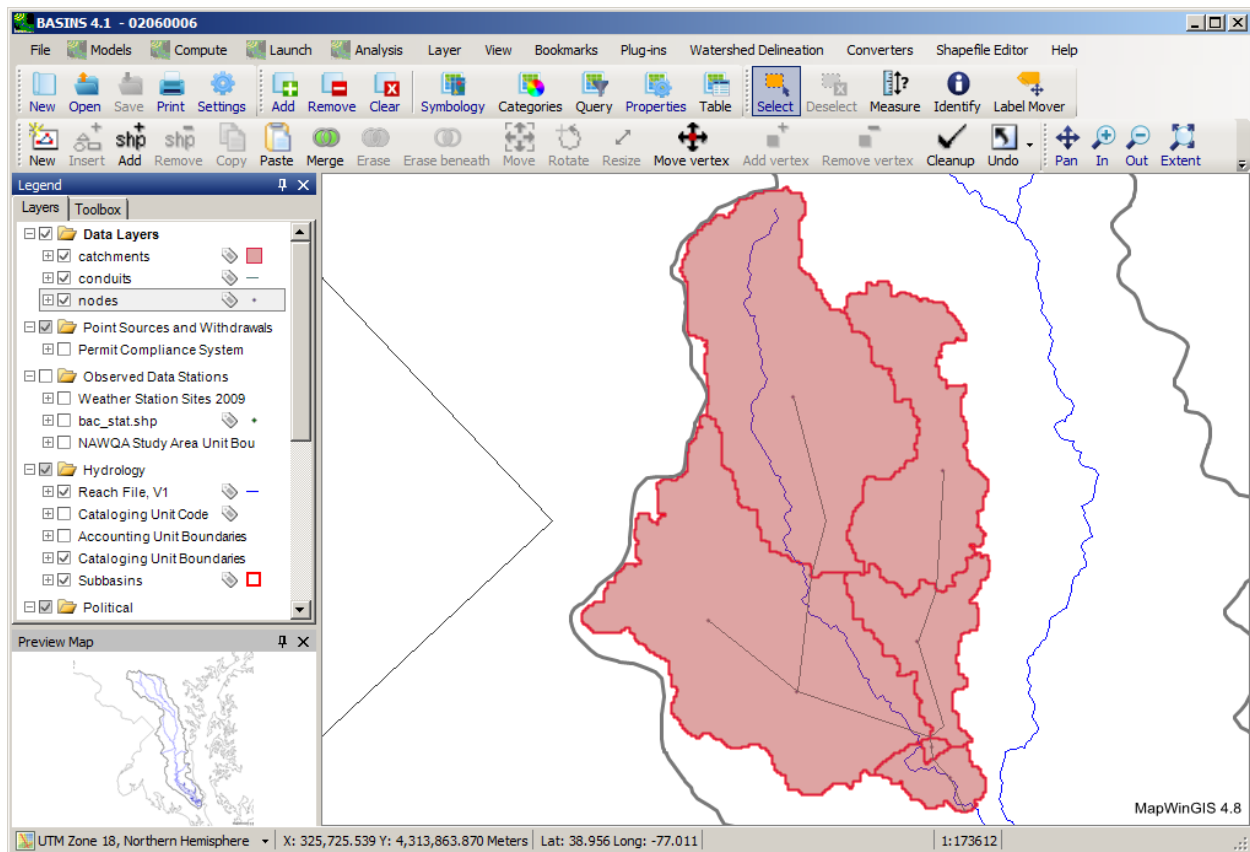 BASINS 4.1 - 02060006
File Models Compute Launch Analysis Layer View Bookmarks Plug-ins Watershed Delineation Converters Shapefile Editor Help
New Open Save Print Settings Add Remove Clear Symbology Categories Query Properties Table Select Deselect Measure Identify Label Mover
shp shp
New Insert Add Remove Copy Paste Merge Erase Erase beneath Move Rotate Resize Move vertex Add vertex Remove vertex Cleanup Undo Pan In Out Extent
Legend
Layers Toolbox
Data Layers
catchments
conduits
nodes
Point Sources and Withdrawals
Permit Compliance System
Observed Data Stations
Weather Station Sites 2009
bac_stat.shp
NAWQA Study Area Unit Bou
Hydrology
Reach File, V1
Cataloging Unit Code
Accounting Unit Boundaries
Cataloging Unit Boundaries
Subbasins
Political
Preview Map
MapWinGIS 4.8
UTM Zone 18, Northern Hemisphere X: 325,725.539 Y: 4,313,863.870 Meters Lat: 38.956 Long: -77.011 1:173612